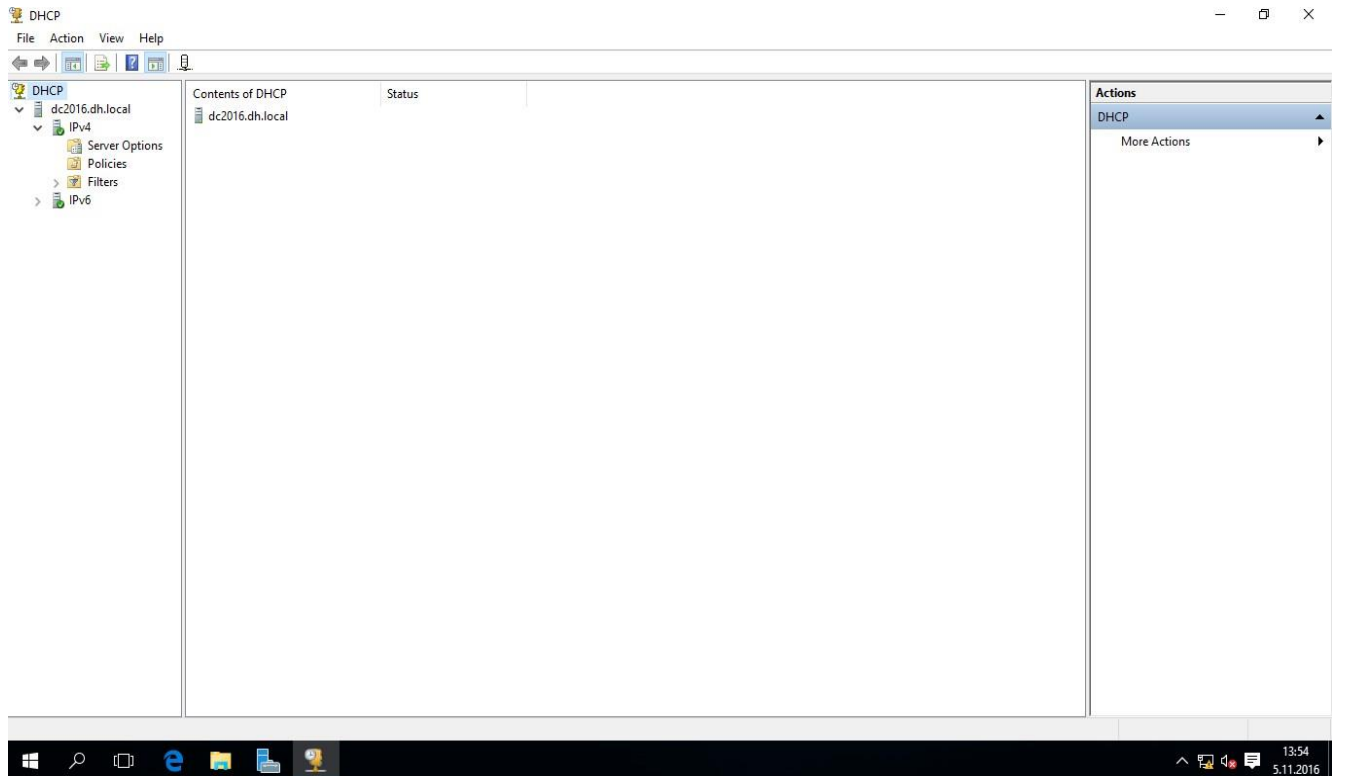 DHCP
File Action View Help
DHCP
dc2016.dh.local
IPv4
Server Options
Policies
Filters
IPv6
Contents of DHCP Status
dc2016.dh.local
Actions
DHCP
More Actions
13:54
5.11.2016